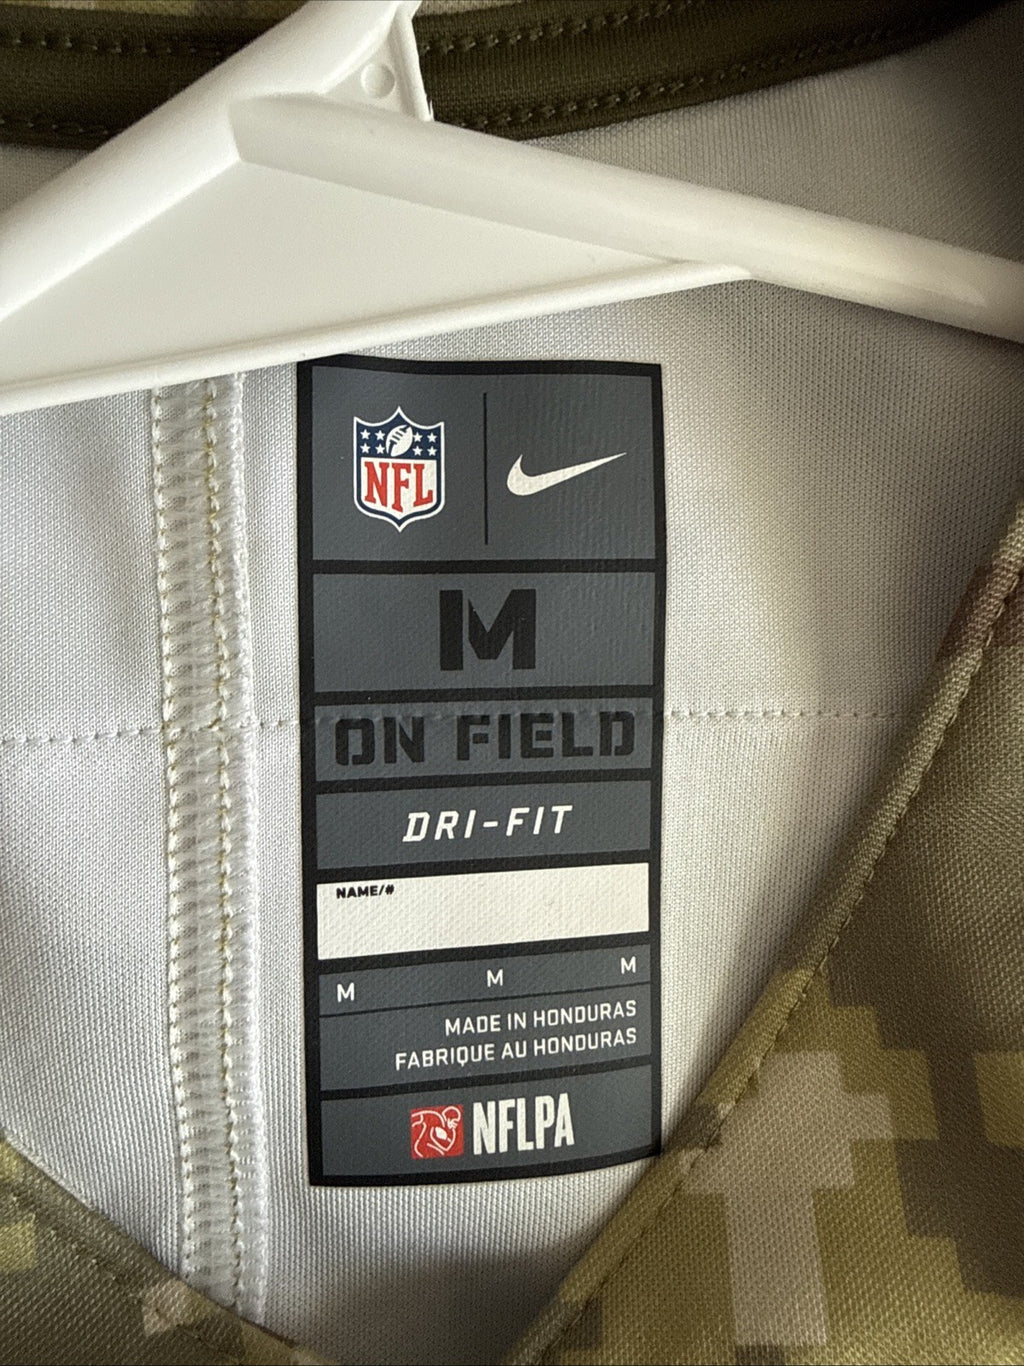 NFL
M
ON FIELD
DRI-FIT
NAME/#
M M M
MADE IN HONDURAS
FABRIQUE AU HONDURAS
NFLPA